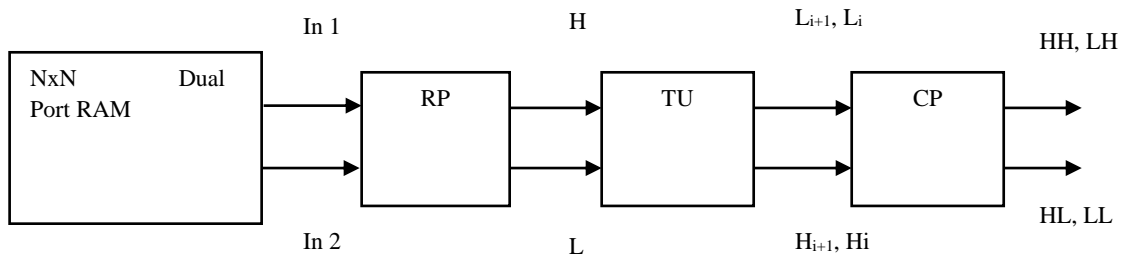 In 1
H
Lᵢ₊₁, Lᵢ
HH, LH
NxN Dual
Port RAM
RP
TU
CP
In 2
L
Hᵢ₊₁, Hi
HL, LL